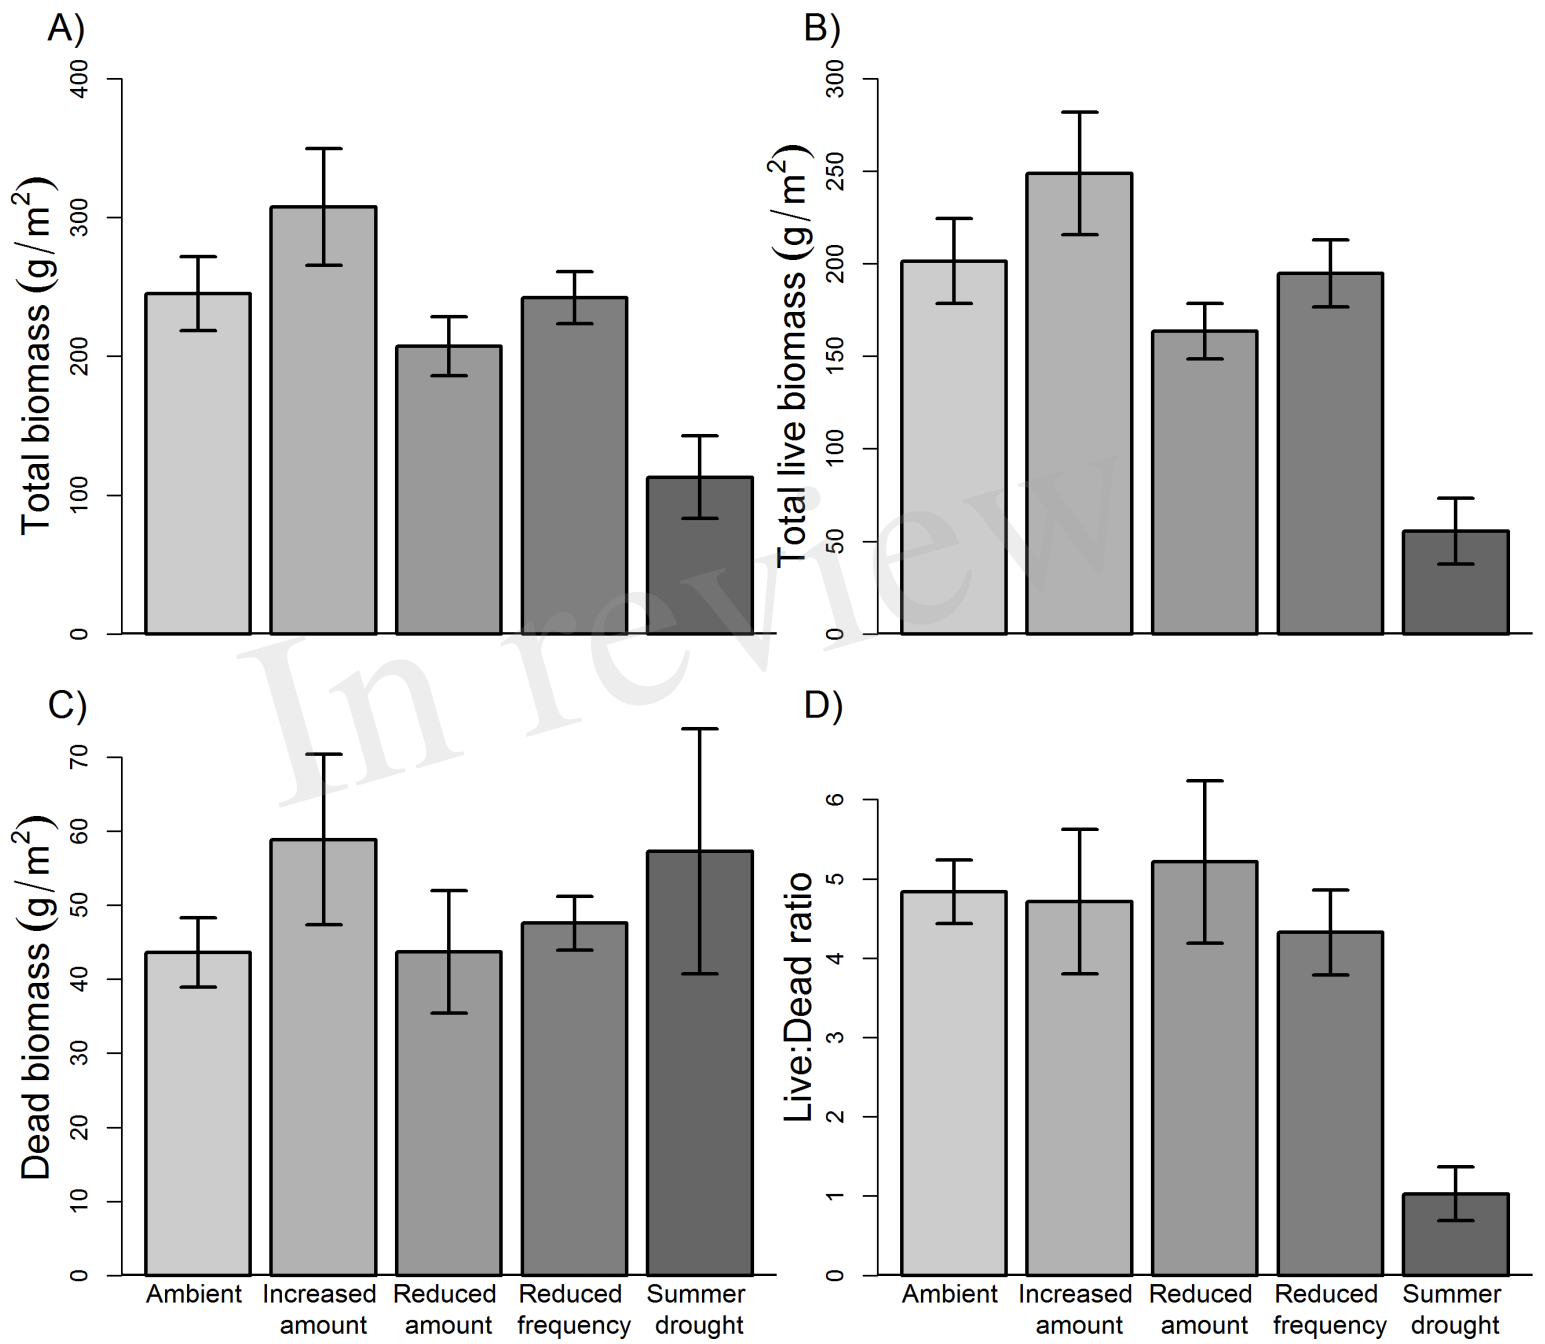 A)
Total biomass (g/m²)
400
300
200
100
0
B)
Total live biomass (g/m²)
300
250
200
150
100
50
0
C)
Dead biomass (g/m²)
70
60
50
40
30
20
10
0
Ambient Increased Reduced Reduced Summer
amount amount frequency drought
D)
Live:Dead ratio
6
5
4
3
2
1
0
Ambient Increased Reduced Reduced Summer
amount amount frequency drought
In review